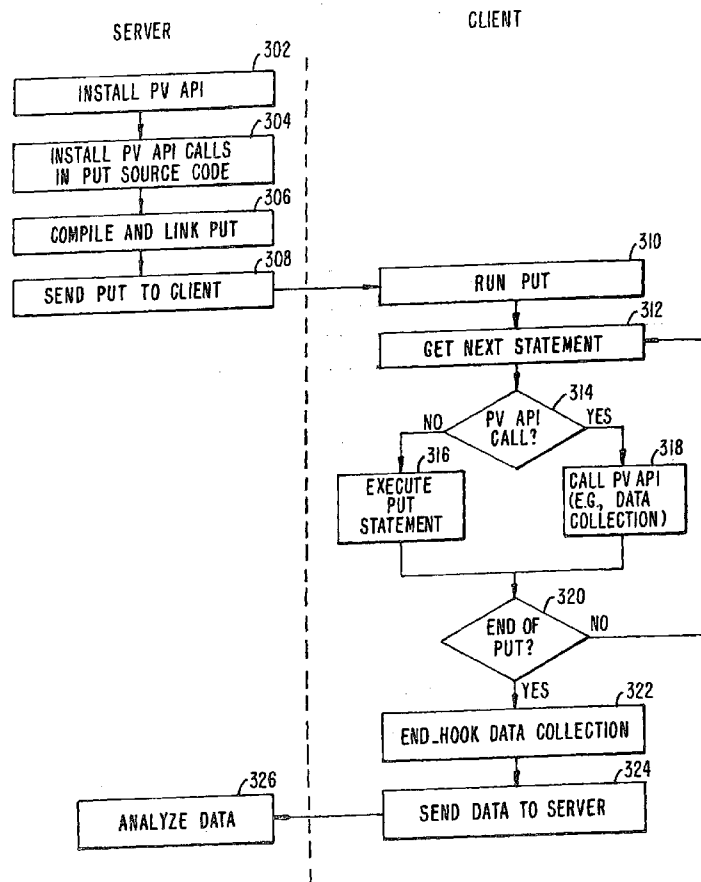 SERVER
CLIENT
302
INSTALL PV API
304
INSTALL PV API CALLS
IN PUT SOURCE CODE
306
COMPILE AND LINK PUT
308
SEND PUT TO CLIENT
310
RUN PUT
312
GET NEXT STATEMENT
314
PV API
CALL?
NO
YES
316
EXECUTE
PUT
STATEMENT
318
CALL PV API
(E.G., DATA
COLLECTION)
320
END OF
PUT?
NO
YES
322
END_HOOK DATA COLLECTION
324
SEND DATA TO SERVER
326
ANALYZE DATA